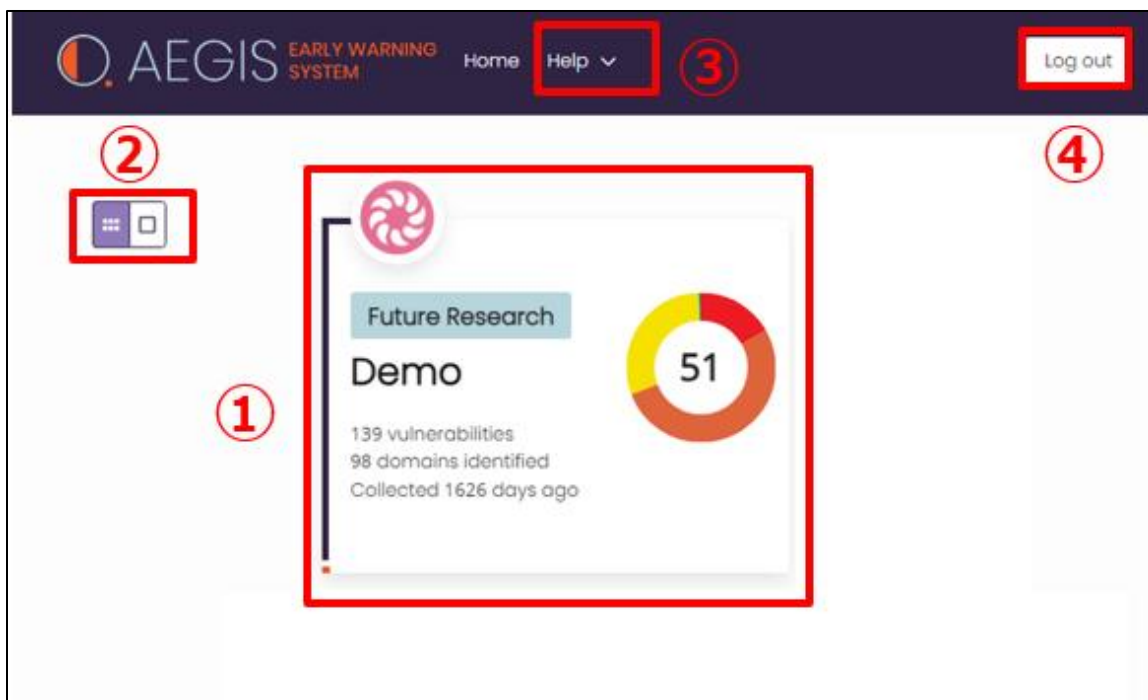 AEGIS EARLY WARNING SYSTEM
Home
Help
③
Log out
②
④
①
Future Research
Demo
51
139 vulnerabilities
98 domains identified
Collected 1626 days ago